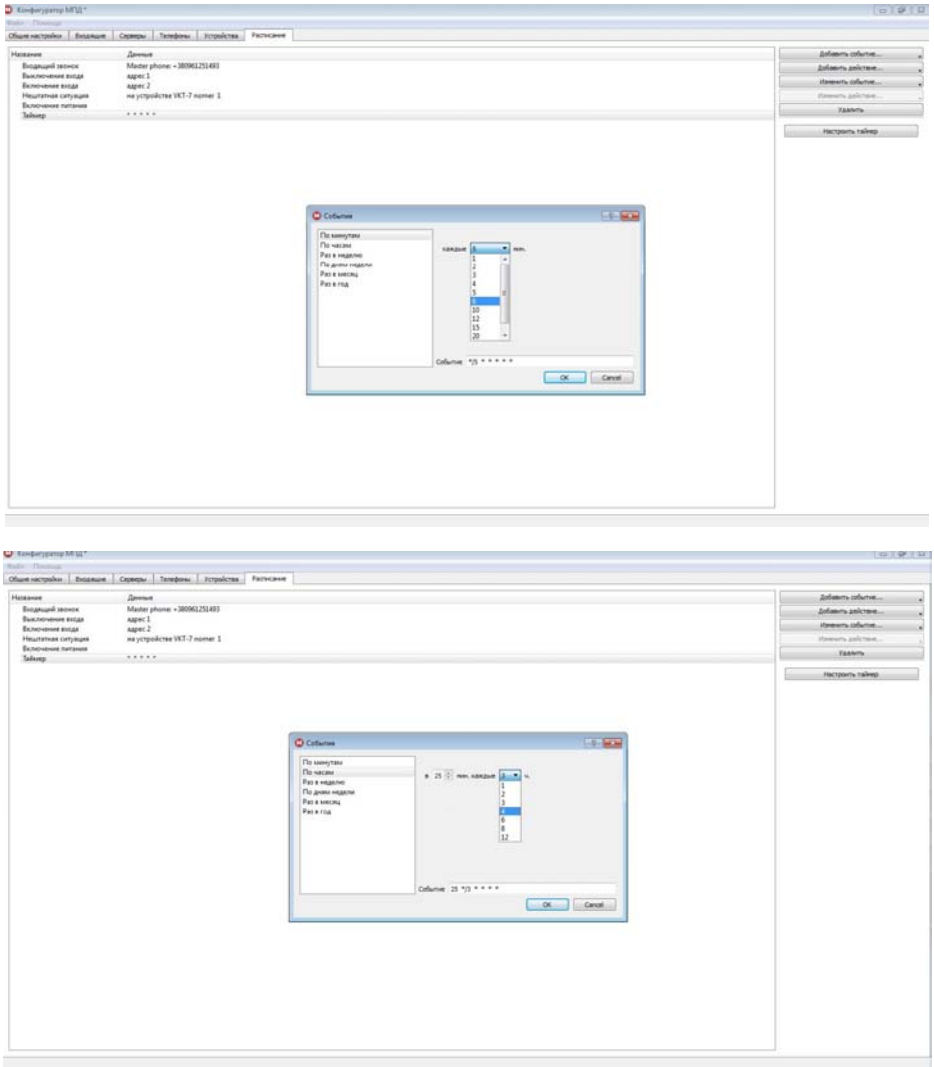 Конфигуратор МПД *
Файл Помощь
Общие настройки Входящие Серверы Телефоны Устройства Расписание
Название Данные
Входящий звонок Master phone: +380961251493
Выключение входа адрес 1
Включение входа адрес 2
Нештатная ситуация на устройстве VKT-7 nomer 1
Включение питания
Таймер * * * * *
Добавить событие...
Добавить действие...
Изменить событие...
Изменить действие...
Удалить
Настроить таймер
События
По минутам
По часам
Раз в неделю
По дням недели
Раз в месяц
Раз в год
каждые мин.
1
2
3
4
5
10
12
15
20
Событие */5 * * * * *
OK Cancel
Конфигуратор МПД *
Файл Помощь
Общие настройки Входящие Серверы Телефоны Устройства Расписание
Название Данные
Входящий звонок Master phone: +380961251493
Выключение входа адрес 1
Включение входа адрес 2
Нештатная ситуация на устройстве VKT-7 nomer 1
Включение питания
Таймер * * * * *
Добавить событие...
Добавить действие...
Изменить событие...
Изменить действие...
Удалить
Настроить таймер
События
По минутам
По часам
Раз в неделю
По дням недели
Раз в месяц
Раз в год
в 25 мин. каждые 3 ч.
1
2
3
4
6
8
12
Событие 25 */3 * * * *
OK Cancel